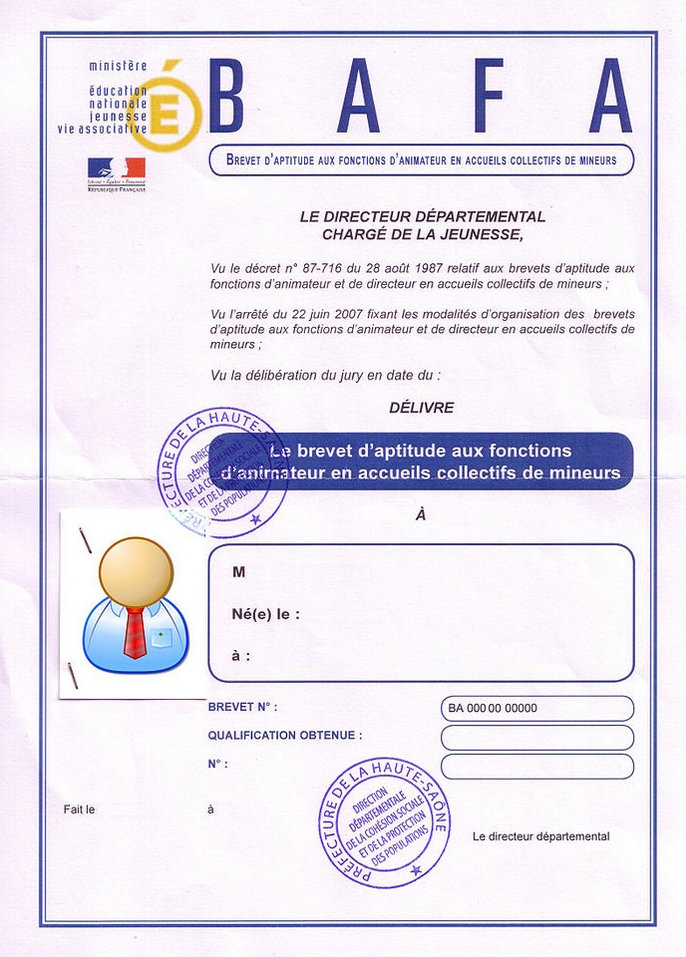 ministère
éducation
nationale
jeunesse
vie associative
É
Liberté • Égalité • Fraternité
RÉPUBLIQUE FRANÇAISE
B A F A
BREVET D'APTITUDE AUX FONCTIONS D'ANIMATEUR EN ACCUEILS COLLECTIFS DE MINEURS
LE DIRECTEUR DÉPARTEMENTAL
CHARGÉ DE LA JEUNESSE,
Vu le décret n° 87-716 du 28 août 1987 relatif aux brevets d'aptitude aux
fonctions d'animateur et de directeur en accueils collectifs de mineurs ;
Vu l'arrêté du 22 juin 2007 fixant les modalités d'organisation des brevets
d'aptitude aux fonctions d'animateur et de directeur en accueils collectifs de
mineurs ;
Vu la délibération du jury en date du :
DÉLIVRE
PRÉFECTURE DE LA HAUTE-SAÔNE
DIRECTION
DÉPARTEMENTALE
DE LA COHÉSION SOCIALE
ET DE LA PROTECTION
DES POPULATIONS
Le brevet d'aptitude aux fonctions
d'animateur en accueils collectifs de mineurs
À
M
Né(e) le :
à :
BREVET N° :
BA 000 00 00000
QUALIFICATION OBTENUE :
N° :
PRÉFECTURE DE LA HAUTE-SAÔNE
DIRECTION
DÉPARTEMENTALE
DE LA COHÉSION SOCIALE
ET DE LA PROTECTION
DES POPULATIONS
Fait le à
Le directeur départemental